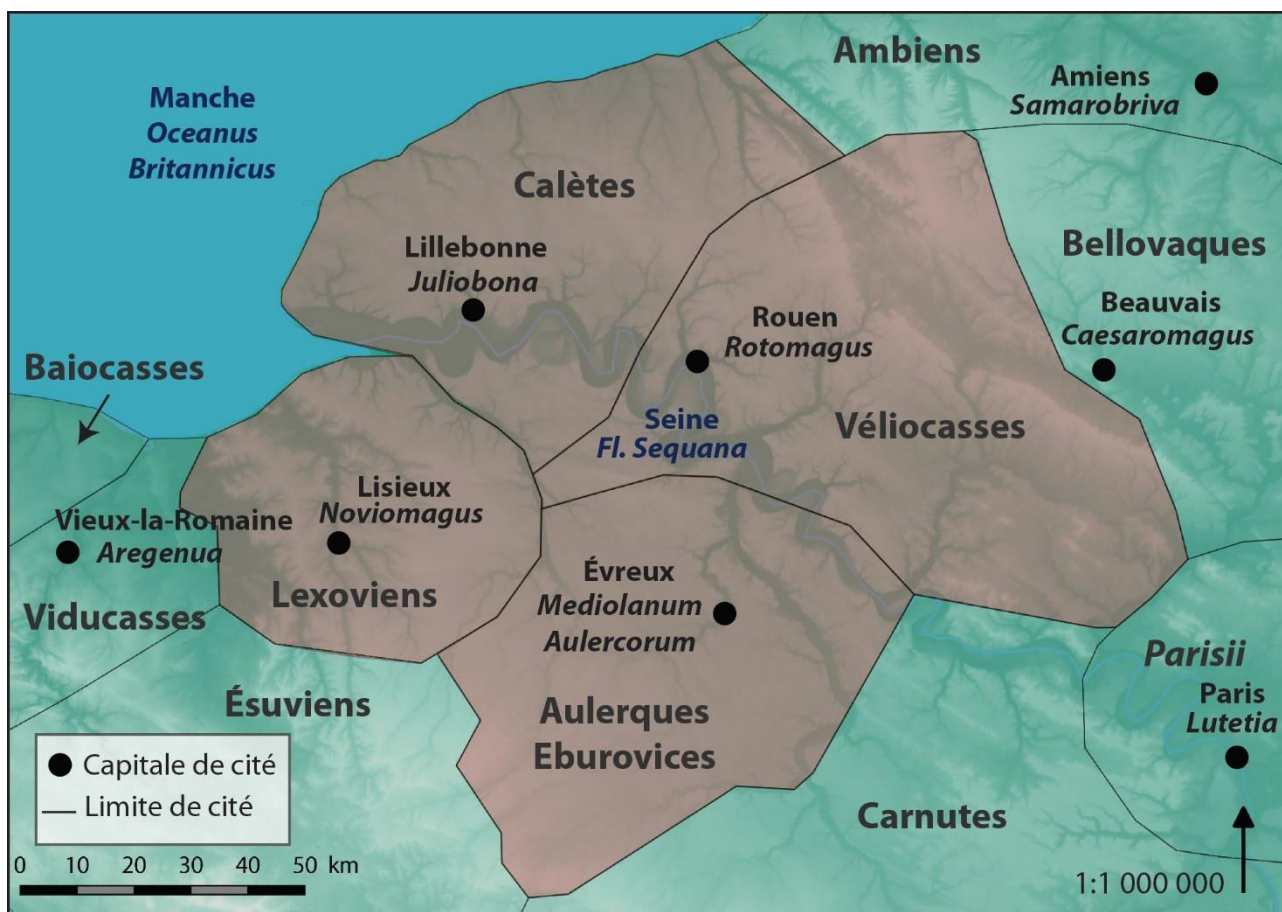 Ambiens
Amiens
Samarobriva
Manche
Oceanus
Britannicus
Calètes
Bellovaques
Lillebonne
Juliobona
Beauvais
Caesaromagus
Rouen
Rotomagus
Baiocasses
Seine
Fl. Sequana
Véliocasses
Lisieux
Noviomagus
Vieux-la-Romaine
Aregenua
Lexoviens
Viducasses
Évreux
Mediolanum
Aulercorum
Parisii
Paris
Lutetia
Ésuviens
Aulerques
Eburovices
Carnutes
Capitale de cité
Limite de cité
0 10 20 30 40 50 km
1:1 000 000